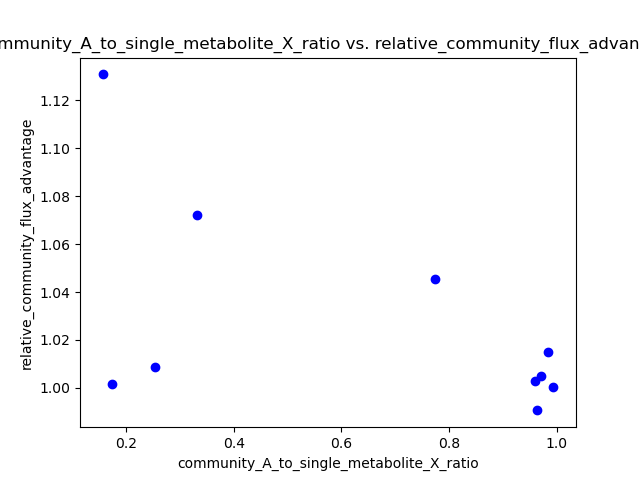 mmunity_A_to_single_metabolite_X_ratio vs. relative_community_flux_advan
1.12
1.10
1.08
1.06
1.04
1.02
1.00
relative_community_flux_advantage
0.2 0.4 0.6 0.8 1.0
community_A_to_single_metabolite_X_ratio